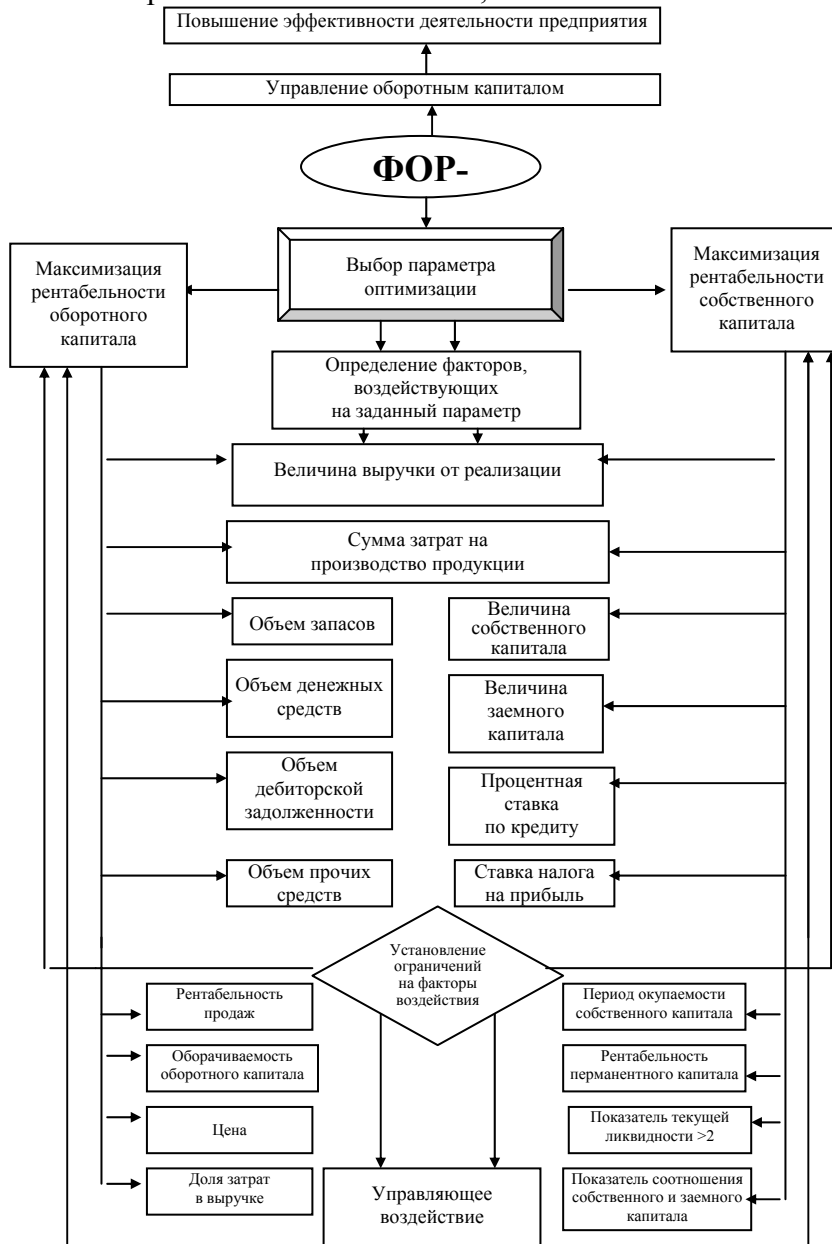 Повышение эффективности деятельности предприятия
Управление оборотным капиталом
ФОР-
Выбор параметра
оптимизации
Максимизация
рентабельности
оборотного
капитала
Максимизация
рентабельности
собственного
капитала
Определение факторов,
воздействующих
на заданный параметр
Величина выручки от реализации
Сумма затрат на
производство продукции
Объем запасов
Величина
собственного
капитала
Объем денежных
средств
Величина
заемного
капитала
Объем
дебиторской
задолженности
Процентная
ставка
по кредиту
Объем прочих
средств
Ставка налога
на прибыль
Установление
ограничений
на факторы
воздействия
Рентабельность
продаж
Период окупаемости
собственного капитала
Оборачиваемость
оборотного капитала
Рентабельность
перманентного капитала
Цена
Показатель текущей
ликвидности >2
Доля затрат
в выручке
Управляющее
воздействие
Показатель соотношения
собственного и заемного
капитала